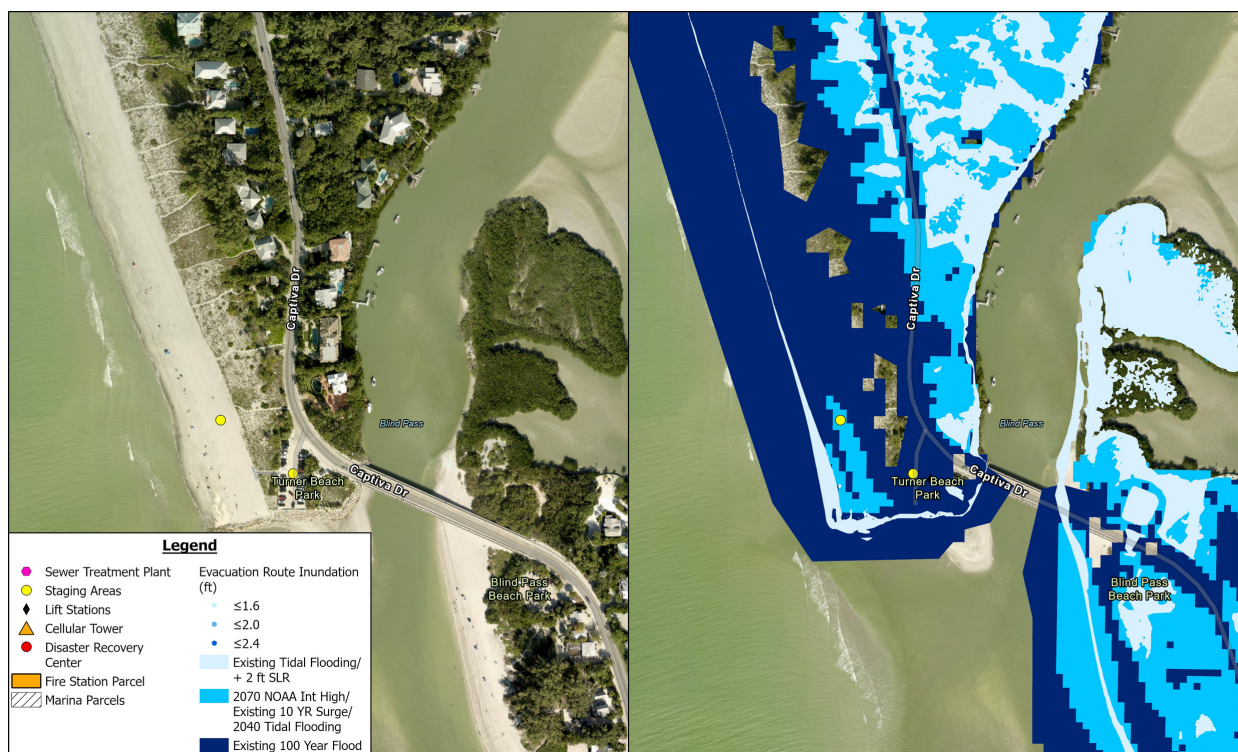 Captiva Dr
Blind Pass
Captiva Dr
Turner Beach
Park
Blind Pass
Beach Park
Legend
Sewer Treatment Plant
Staging Areas
Lift Stations
Cellular Tower
Disaster Recovery
Center
Fire Station Parcel
Marina Parcels
Evacuation Route Inundation
(ft)
≤1.6
≤2.0
≤2.4
Existing Tidal Flooding/
+ 2 ft SLR
2070 NOAA Int High/
Existing 10 YR Surge/
2040 Tidal Flooding
Existing 100 Year Flood
Captiva Dr
Blind Pass
Captiva Dr
Turner Beach
Park
Blind Pass
Beach Park